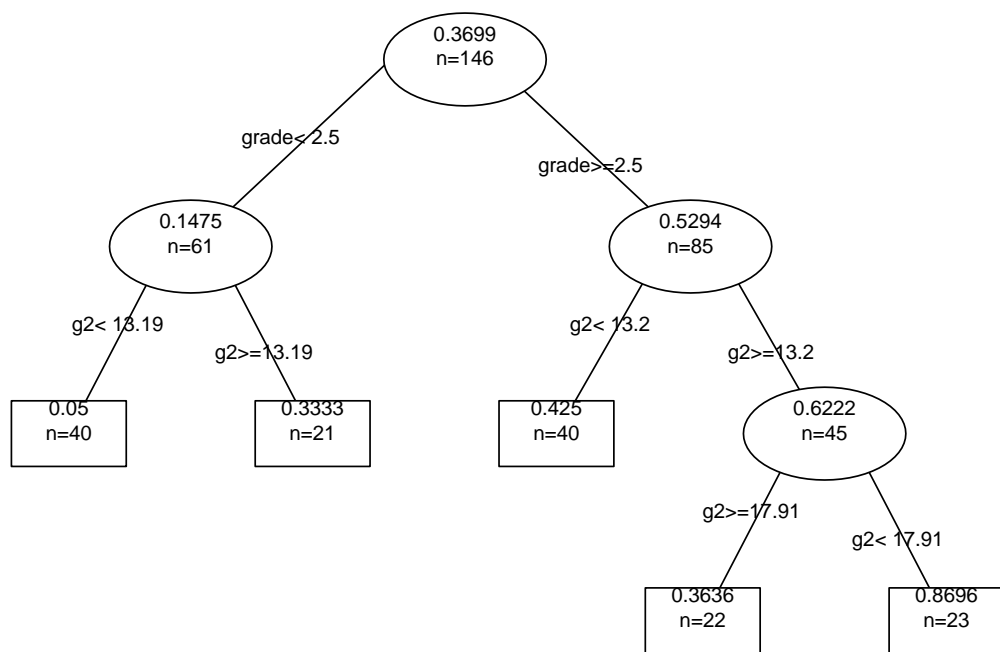 0.3699
n=146
grade< 2.5
grade>=2.5
0.1475
n=61
0.5294
n=85
g2< 13.19
g2>=13.19
g2< 13.2
g2>=13.2
0.05
n=40
0.3333
n=21
0.425
n=40
0.6222
n=45
g2>=17.91
g2< 17.91
0.3636
n=22
0.8696
n=23